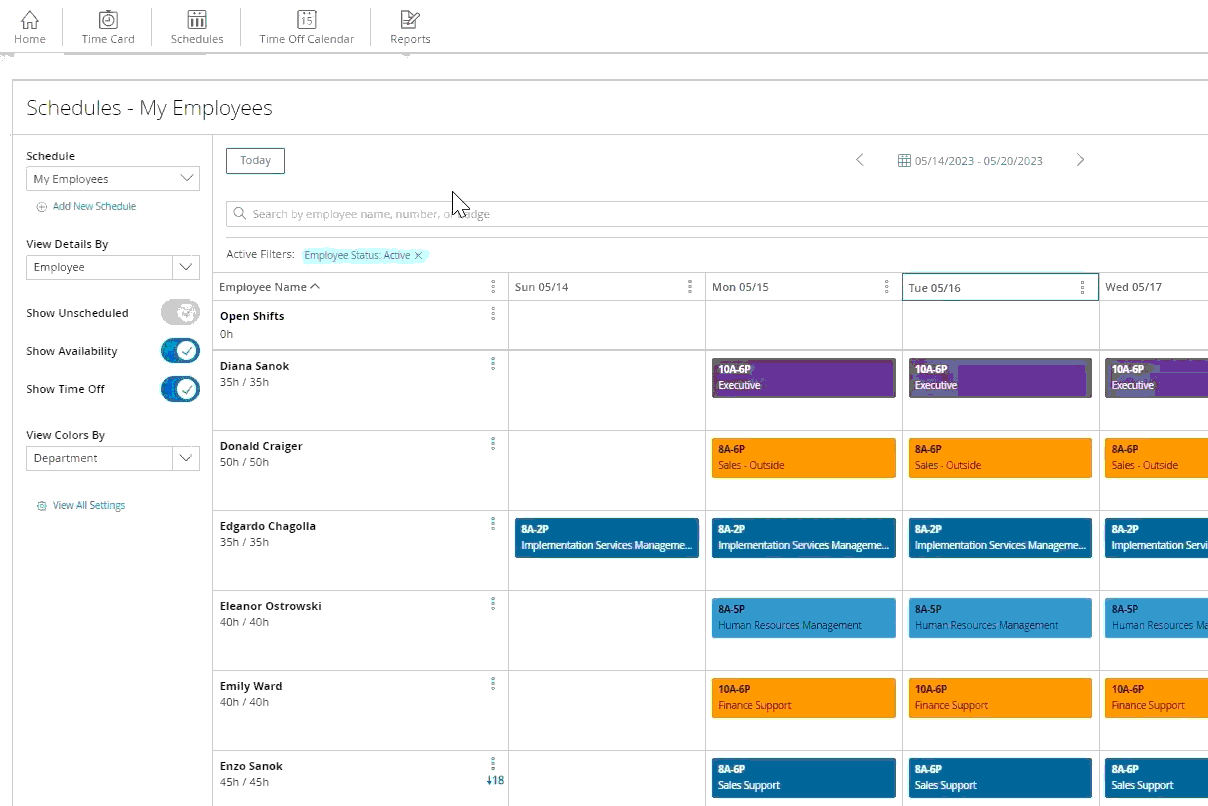 Home Time Card Schedules 15 Time Off Calendar Reports
Schedules - My Employees
Schedule
My Employees
Add New Schedule
View Details By
Employee
Show Unscheduled
Show Availability
Show Time Off
View Colors By
Department
View All Settings
Today
05/14/2023 - 05/20/2023
Search by employee name, number, or badge
Active Filters: Employee Status: Active
Employee Name Sun 05/14 Mon 05/15 Tue 05/16 Wed 05/17
Open Shifts
0h
Diana Sanok
35h / 35h
10A-6P 10A-6P 10A-6P
Executive Executive Executive
Donald Craiger
50h / 50h
8A-6P 8A-6P 8A-6P
Sales - Outside Sales - Outside Sales - Outside
Edgardo Chagolla
35h / 35h
8A-2P 8A-2P 8A-2P 8A-2P
Implementation Services Manageme... Implementation Services Manageme... Implementation Services Manageme... Implementation Servi
Eleanor Ostrowski
40h / 40h
8A-5P 8A-5P 8A-5P
Human Resources Management Human Resources Management Human Resources Ma
Emily Ward
40h / 40h
10A-6P 10A-6P 10A-6P
Finance Support Finance Support Finance Support
Enzo Sanok
45h / 45h
18
8A-6P 8A-6P 8A-6P
Sales Support Sales Support Sales Support